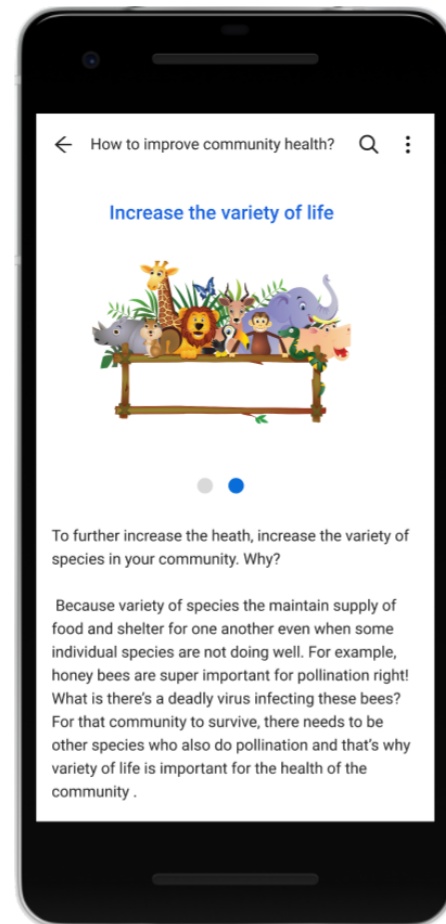 How to improve community health?
Increase the variety of life
To further increase the heath, increase the variety of
species in your community. Why?
Because variety of species the maintain supply of
food and shelter for one another even when some
individual species are not doing well. For example,
honey bees are super important for pollination right!
What is there's a deadly virus infecting these bees?
For that community to survive, there needs to be
other species who also do pollination and that's why
variety of life is important for the health of the
community .